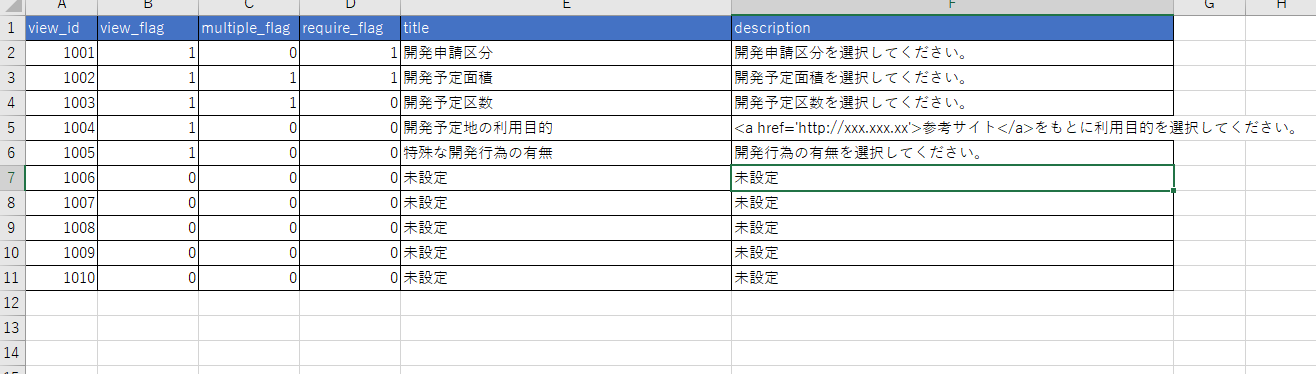 A B C D E F G H
1 view_id view_flag multiple_flag require_flag title description
2 1001 1 0 1 開発申請区分 開発申請区分を選択してください。
3 1002 1 1 1 開発予定面積 開発予定面積を選択してください。
4 1003 1 1 0 開発予定区数 開発予定区数を選択してください。
5 1004 1 0 0 開発予定地の利用目的 <a href='http://xxx.xxx.xx'>参考サイト</a>をもとに利用目的を選択してください。
6 1005 1 0 0 特殊な開発行為の有無 開発行為の有無を選択してください。
7 1006 0 0 0 未設定 未設定
8 1007 0 0 0 未設定 未設定
9 1008 0 0 0 未設定 未設定
10 1009 0 0 0 未設定 未設定
11 1010 0 0 0 未設定 未設定
12
13
14